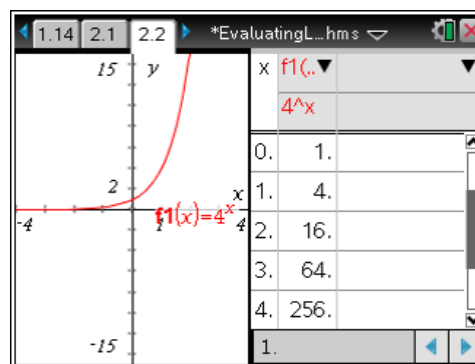 1.14 2.1 2.2 *EvaluatingL...hms
15 y
2
x
-4 1 4
f1(x)=4^x
-15
x f1(..▼ ▼
4^x
0. 1.
1. 4.
2. 16.
3. 64.
4. 256.
1.